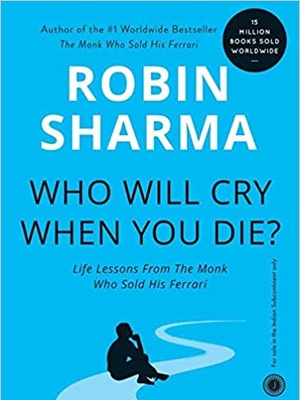 Author of the #1 Worldwide Bestseller
The Monk Who Sold His Ferrari
15
MILLION
BOOKS SOLD
WORLDWIDE
ROBIN
SHARMA
WHO WILL CRY
WHEN YOU DIE?
Life Lessons From The Monk
Who Sold His Ferrari
For sale in the Indian Subcontinent only
J